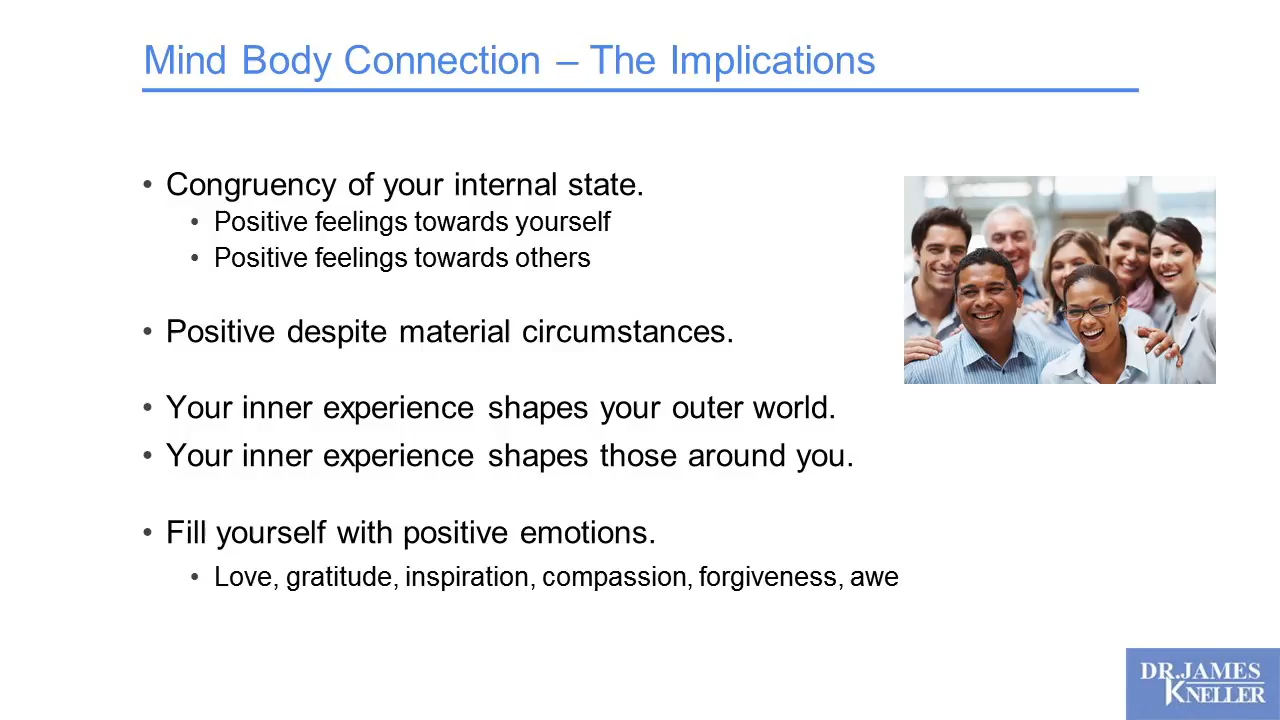 Mind Body Connection – The Implications
• Congruency of your internal state.
• Positive feelings towards yourself
• Positive feelings towards others
• Positive despite material circumstances.
• Your inner experience shapes your outer world.
• Your inner experience shapes those around you.
• Fill yourself with positive emotions.
• Love, gratitude, inspiration, compassion, forgiveness, awe
DR.JAMES
KNELLER